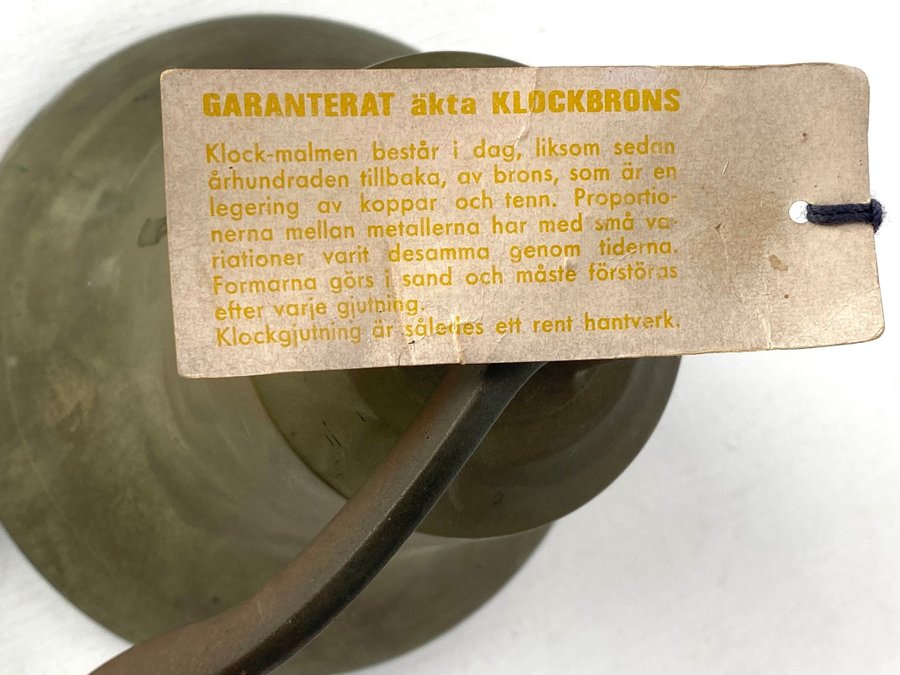 GARANTERAT äkta KLOCKBRONS
Klock-malmen består i dag, liksom sedan
århundraden tillbaka, av brons, som är en
legering av koppar och tenn. Proportio-
nerna mellan metallerna har med små va-
riationer varit desamma genom tiderna.
Formarna görs i sand och måste förstöras
efter varje gjutning.
Klockgjutning är således ett rent hantverk.